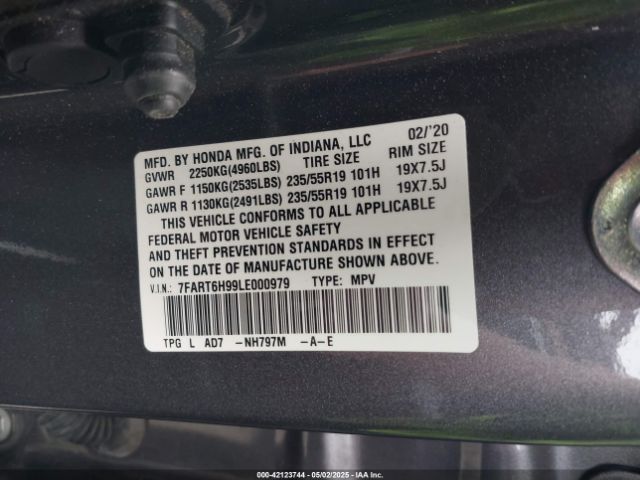 MFD. BY HONDA MFG. OF INDIANA, LLC 02/'20
GVWR 2250KG(4960LBS) TIRE SIZE RIM SIZE
GAWR F 1150KG(2535LBS) 235/55R19 101H 19X7.5J
GAWR R 1130KG(2491LBS) 235/55R19 101H 19X7.5J
THIS VEHICLE CONFORMS TO ALL APPLICABLE
FEDERAL MOTOR VEHICLE SAFETY
AND THEFT PREVENTION STANDARDS IN EFFECT
ON THE DATE OF MANUFACTURE SHOWN ABOVE.
V.I.N.: 7FART6H99LE000979 TYPE: MPV
TPG L AD7 -NH797M -A-E
000-42123744 - 05/02/2025 - IAA Inc.